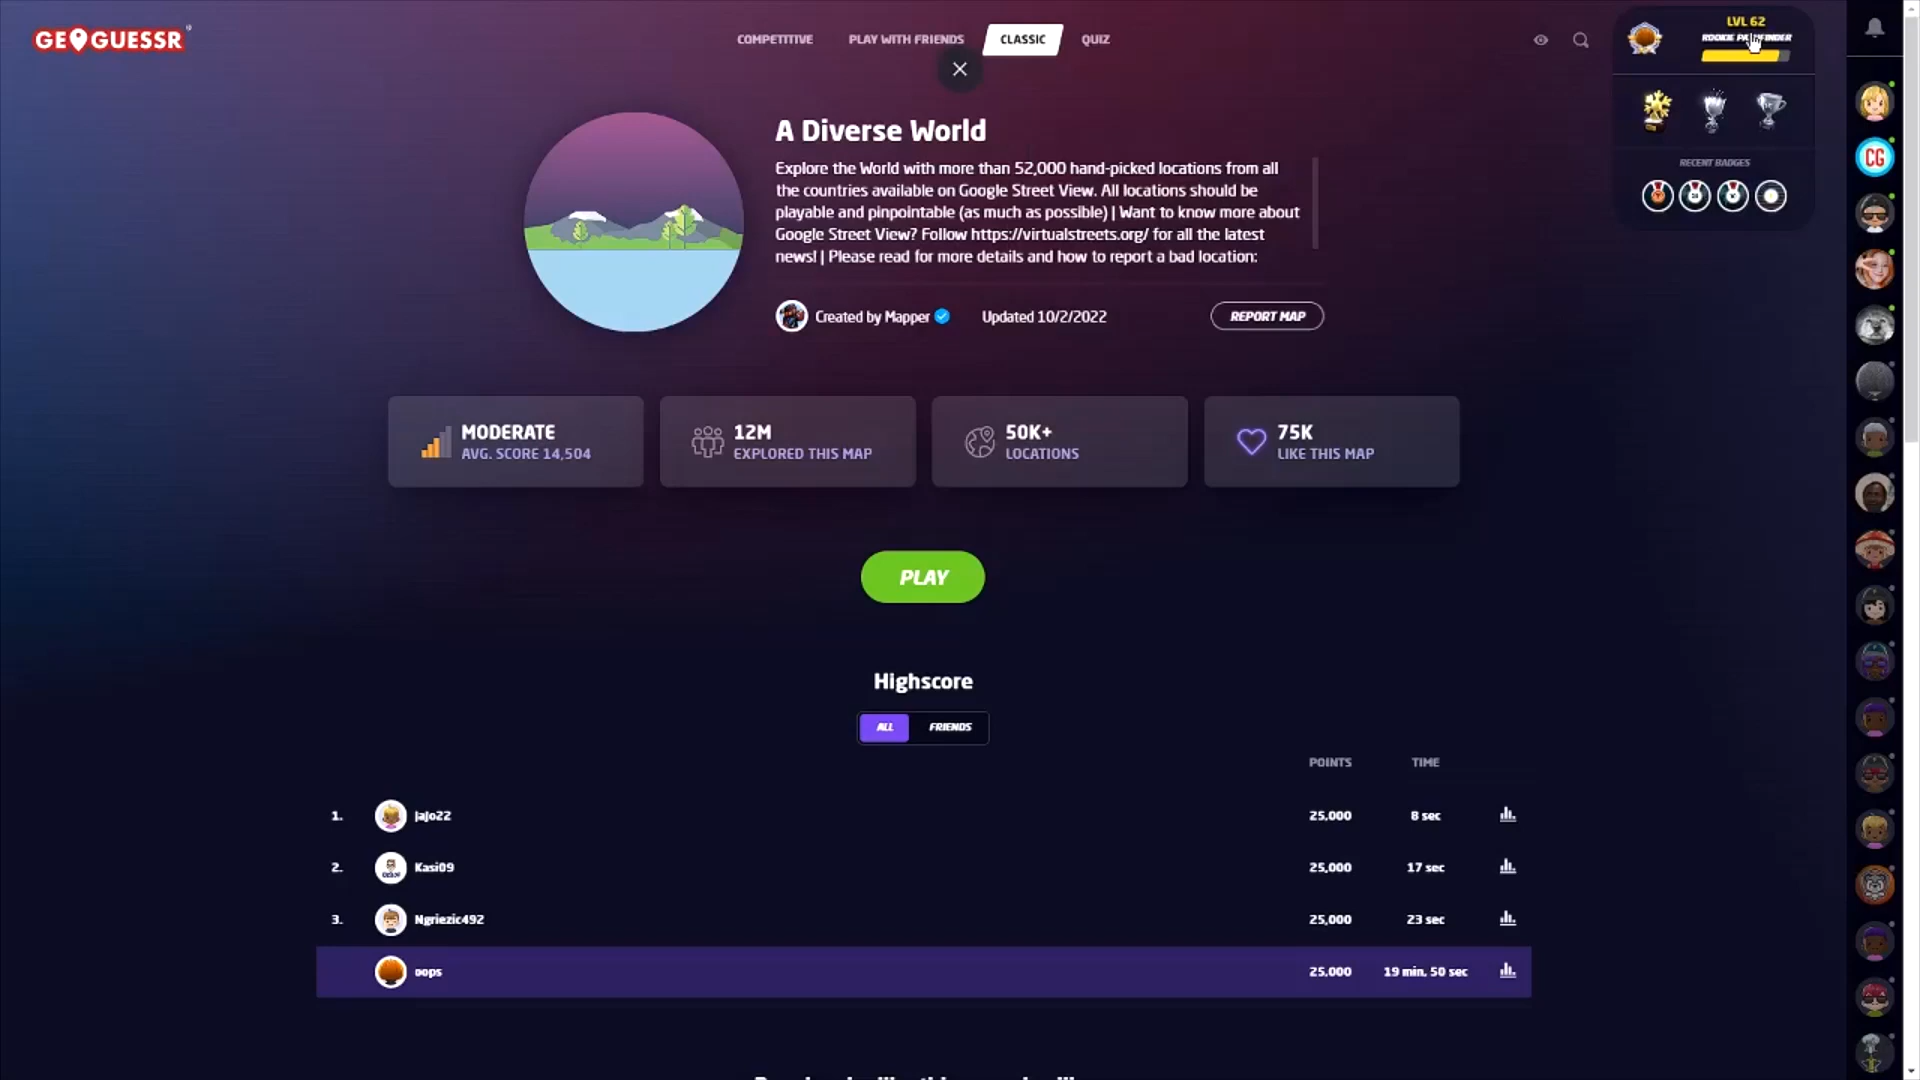 GEOGUESSR
COMPETITIVE
PLAY WITH FRIENDS
CLASSIC
QUIZ
LVL 62
RECENT BADGES
A Diverse World
Explore the World with more than 52,000 hand-picked locations from all
the countries available on Google Street View. All locations should be
playable and pinpointable (as much as possible) | Want to know more about
Google Street View? Follow https://virtualstreets.org/ for all the latest
news! | Please read for more details and how to report a bad location:
Created by Mapper
Updated 10/2/2022
REPORT MAP
MODERATE
AVG. SCORE 14,504
12M
EXPLORED THIS MAP
50K+
LOCATIONS
75K
LIKE THIS MAP
PLAY
Highscore
ALL
FRIENDS
POINTS TIME
1. JaJo22 25,000 8 sec
2. Kasi09 25,000 17 sec
3. Ngriezic492 25,000 23 sec
oops 25,000 19 min, 50 sec
CG